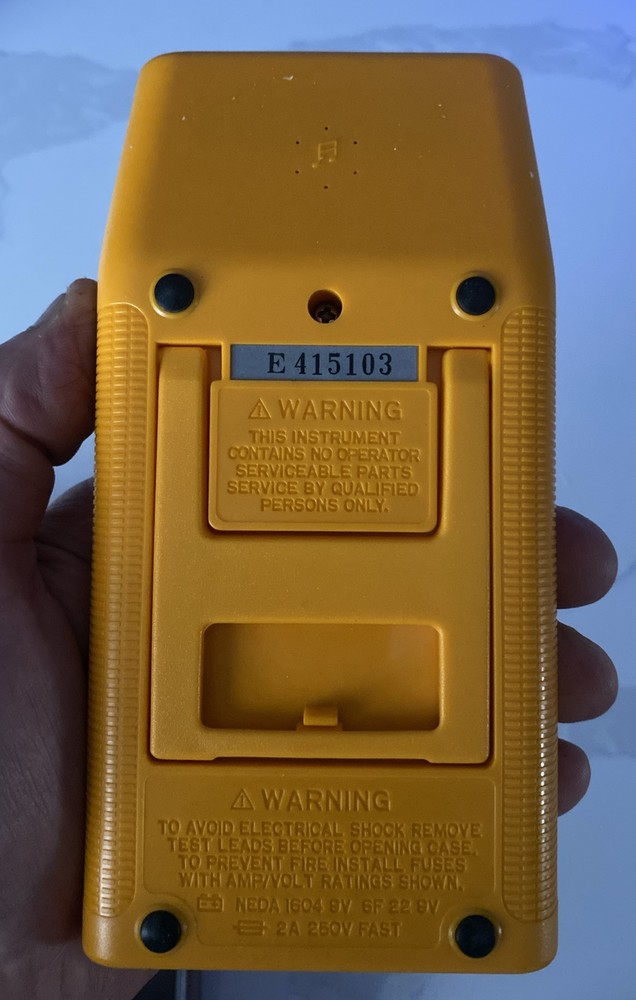 E 415103
⚠ WARNING
THIS INSTRUMENT
CONTAINS NO OPERATOR
SERVICEABLE PARTS
SERVICE BY QUALIFIED
PERSONS ONLY.
⚠ WARNING
TO AVOID ELECTRICAL SHOCK REMOVE
TEST LEADS BEFORE OPENING CASE.
TO PREVENT FIRE INSTALL FUSES
WITH AMP/VOLT RATINGS SHOWN.
NEDA 1604 9V 6F 22 9V
2A 250V FAST